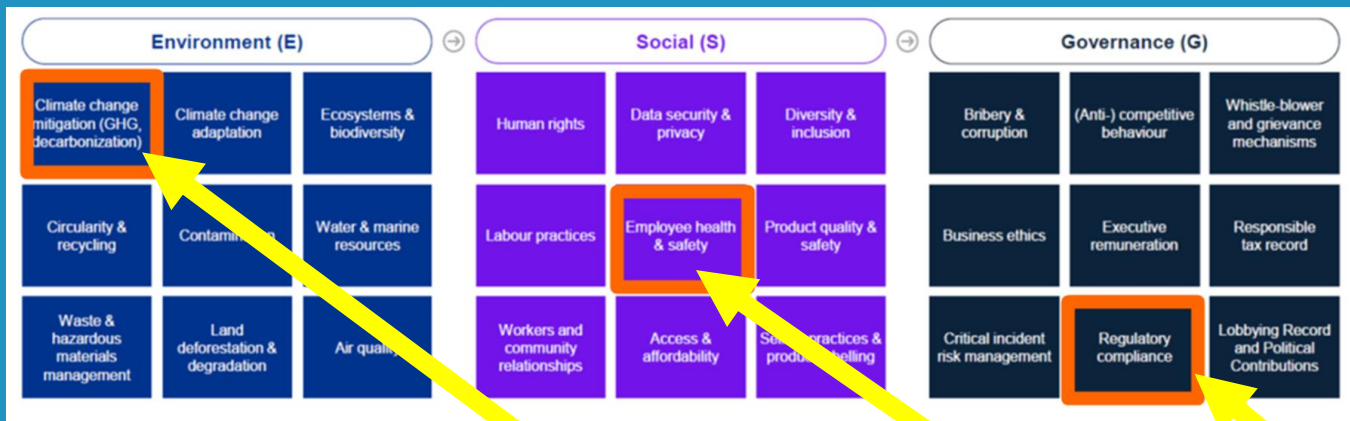 Environment (E)
Social (S)
Governance (G)
Climate change
mitigation (GHG,
decarbonization)
Climate change
adaptation
Ecosystems &
biodiversity
Circularity &
recycling
Water & marine
resources
Waste &
hazardous
materials
management
Land
deforestation &
degradation
Air quality
Human rights
Data security &
privacy
Diversity &
inclusion
Labour practices
Employee health
& safety
Product quality &
safety
Workers and
community
relationships
Access &
affordability
practices &
Bribery &
corruption
(Anti-) competitive
behaviour
Whistle-blower
and grievance
mechanisms
Business ethics
Executive
remuneration
Responsible
tax record
Critical incident
risk management
Regulatory
compliance
Lobbying Record
and Political
Contributions